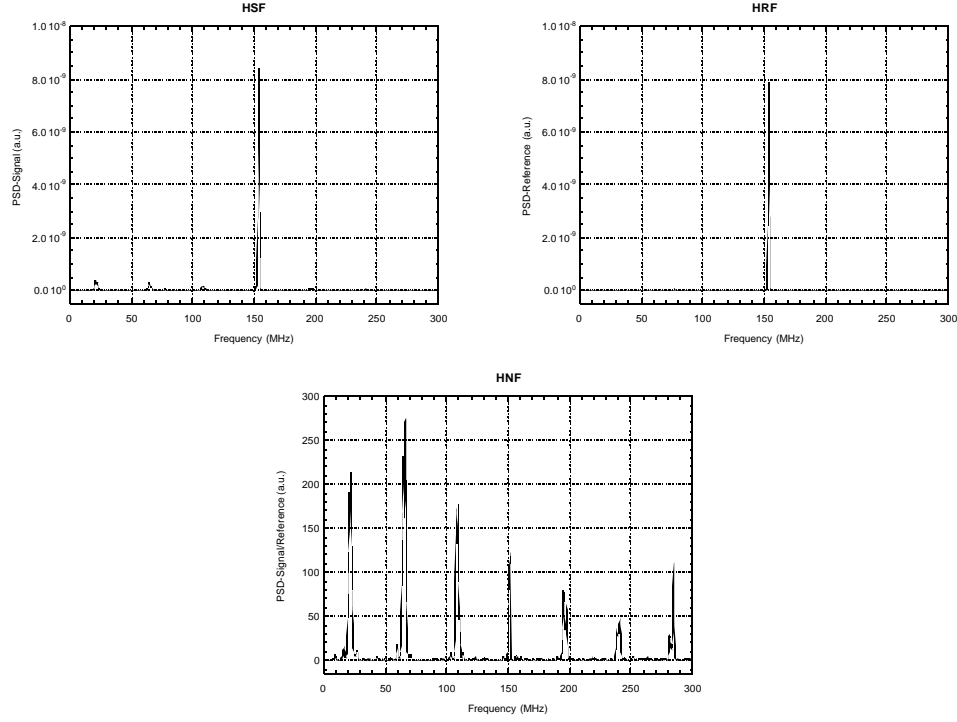 HSF
PSD-Signal (a.u.)
1.0 10⁻⁸
8.0 10⁻⁹
6.0 10⁻⁹
4.0 10⁻⁹
2.0 10⁻⁹
0.0 10⁰
0 50 100 150 200 250 300
Frequency (MHz)
HRF
PSD-Reference (a.u.)
1.0 10⁻⁸
8.0 10⁻⁹
6.0 10⁻⁹
4.0 10⁻⁹
2.0 10⁻⁹
0.0 10⁰
0 50 100 150 200 250 300
Frequency (MHz)
HNF
PSD-Signal/Reference (a.u.)
300
250
200
150
100
50
0
0 50 100 150 200 250 300
Frequency (MHz)